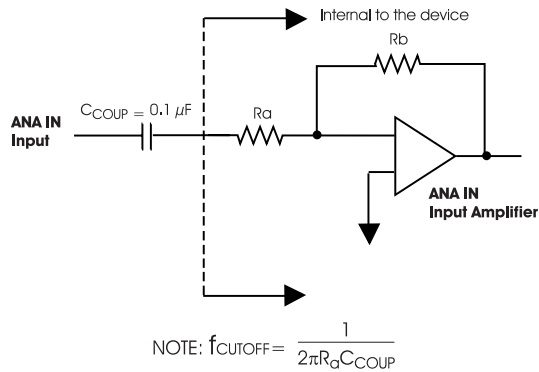 Internal to the device
Rb
CCOUP = 0.1 µF
Ra
ANA IN
Input
ANA IN
Input Amplifier
NOTE: fCUTOFF = 1
2πRaCCOUP